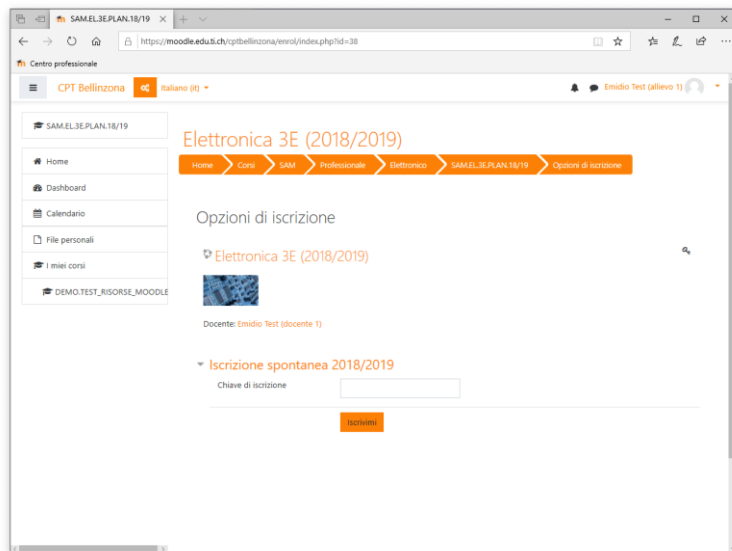 SAM.EL.3E.PLAN.18/19
https://moodle.edu.ti.ch/cptbellinzona/enrol/index.php?id=38
Centro professionale
CPT Bellinzona Italiano (it) Emidio Test (allievo 1)
SAM.EL.3E.PLAN.18/19
Home
Dashboard
Calendario
File personali
I miei corsi
DEMO.TEST_RISORSE_MOODLE
Elettronica 3E (2018/2019)
Home Corsi SAM Professionale Elettronico SAM.EL.3E.PLAN.18/19 Opzioni di iscrizione
Opzioni di iscrizione
Elettronica 3E (2018/2019)
Docente: Emidio Test (docente 1)
Iscrizione spontanea 2018/2019
Chiave di iscrizione
Iscrivimi